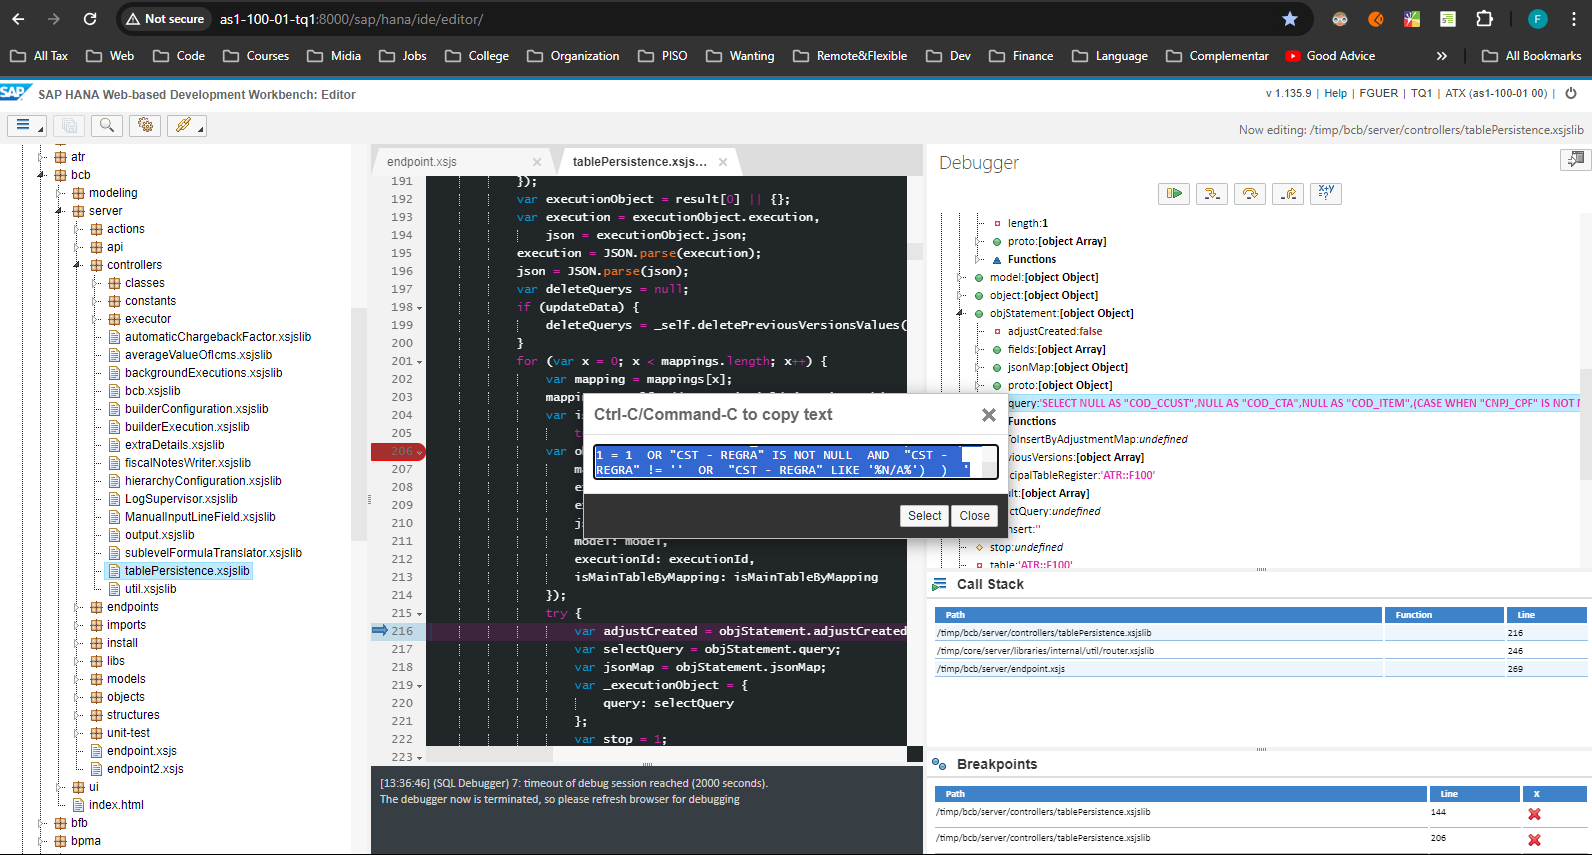 Not secure
as1-100-01-tq1:8000/sap/hana/ide/editor/
F
All Tax
Web
Code
Courses
Midia
Jobs
College
Organization
PISO
Wanting
Remote&Flexible
Dev
Finance
Language
Complementar
Good Advice
»
All Bookmarks
SAP
SAP HANA Web-based Development Workbench: Editor
v 1.135.9 | Help | FGUER | TQ1 | ATX (as1-100-01 00) |
Now editing: /timp/bcb/server/controllers/tablePersistence.xsjslib
atr
bcb
modeling
server
actions
api
controllers
classes
constants
executor
automaticChargebackFactor.xsjslib
averageValueOfIcms.xsjslib
backgroundExecutions.xsjslib
bcb.xsjslib
builderConfiguration.xsjslib
builderExecution.xsjslib
extraDetails.xsjslib
fiscalNotesWriter.xsjslib
hierarchyConfiguration.xsjslib
LogSupervisor.xsjslib
ManualInputLineField.xsjslib
output.xsjslib
sublevelFormulaTranslator.xsjslib
tablePersistence.xsjslib
util.xsjslib
endpoints
imports
install
libs
models
objects
structures
unit-test
endpoint.xsjs
endpoint2.xsjs
ui
index.html
bfb
bpma
endpoint.xsjs
tablePersistence.xsjs...
191 });
192 var executionObject = result[0] || {};
193 var execution = executionObject.execution,
194 json = executionObject.json;
195 execution = JSON.parse(execution);
196 json = JSON.parse(json);
197 var deleteQuerys = null;
198 if (updateData) {
199 deleteQuerys = _self.deletePreviousVersionsValues(
200 }
201 for (var x = 0; x < mappings.length; x++) {
202 var mapping = mappings[x];
203 mappi
204 var i
205 t
206 var o
207 m
208 e
209 e
210 j
211 model: model,
212 executionId: executionId,
213 isMainTableByMapping: isMainTableByMapping
214 });
215 try {
216 var adjustCreated = objStatement.adjustCreated
217 var selectQuery = objStatement.query;
218 var jsonMap = objStatement.jsonMap;
219 var _executionObject = {
220 query: selectQuery
221 };
222 var stop = 1;
223
[13:36:46] (SQL Debugger) 7: timeout of debug session reached (2000 seconds).
The debugger now is terminated, so please refresh browser for debugging
Ctrl-C/Command-C to copy text
1 = 1 OR "CST - REGRA" IS NOT NULL AND "CST -
REGRA" != '' OR "CST - REGRA" LIKE '%N/A%') ) '
Select
Close
Debugger
X+Y
=?
length:1
proto:[object Array]
Functions
model:[object Object]
object:[object Object]
objStatement:[object Object]
adjustCreated:false
fields:[object Array]
jsonMap:[object Object]
proto:[object Object]
query:'SELECT NULL AS "COD_CCUST",NULL AS "COD_CTA",NULL AS "COD_ITEM",(CASE WHEN "CNPJ_CPF" IS NOT N
Functions
ToInsertByAdjustmentMap:undefined
viousVersions:[object Array]
cipalTableRegister:'ATR::F100'
ult:[object Array]
ctQuery:undefined
nsert:''
stop:undefined
table:'ATR::F100'
Call Stack
Path Function Line
/timp/bcb/server/controllers/tablePersistence.xsjslib 216
/timp/core/server/libraries/internal/util/router.xsjslib 246
/timp/bcb/server/endpoint.xsjs 269
Breakpoints
Path Line X
/timp/bcb/server/controllers/tablePersistence.xsjslib 144
/timp/bcb/server/controllers/tablePersistence.xsjslib 206